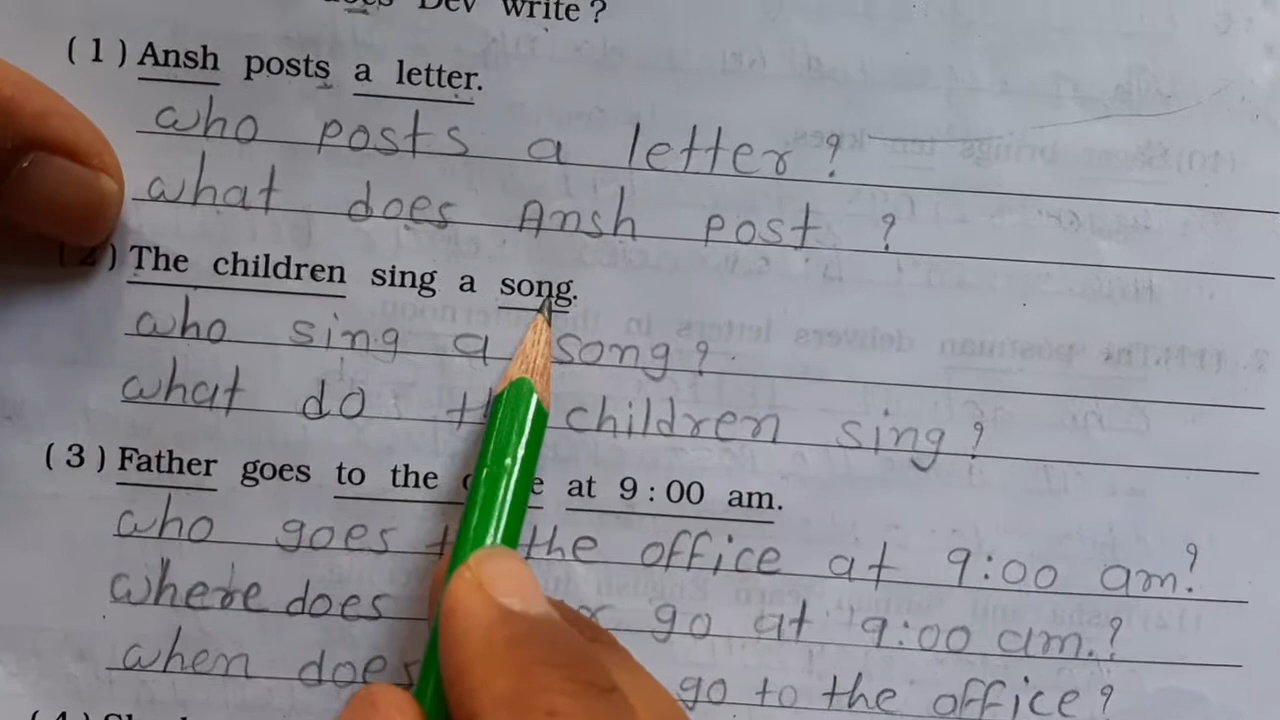 Dev write?
(1) Ansh posts a letter.
who posts a letter?
what does Ansh post ?
(2) The children sing a song.
who sing a song?
what do children sing?
(3) Father goes to the at 9:00 am.
who goes the office at 9:00 am?
where does go at 9:00 am.?
when does go to the office?